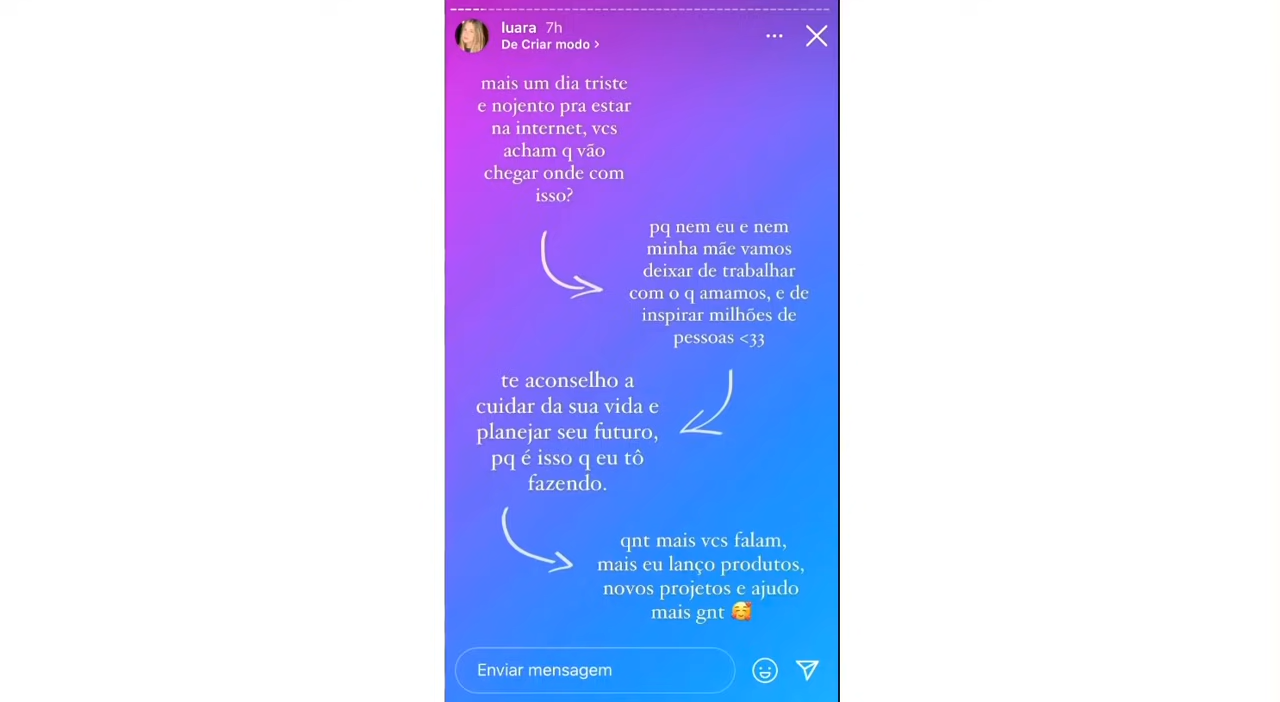 luara 7h
De Criar modo >
mais um dia triste
e nojento pra estar
na internet, vcs
acham q vão
chegar onde com
isso?
pq nem eu e nem
minha mãe vamos
deixar de trabalhar
com o q amamos, e de
inspirar milhões de
pessoas <33
te aconselho a
cuidar da sua vida e
planejar seu futuro,
pq é isso q eu tô
fazendo.
qnt mais vcs falam,
mais eu lanço produtos,
novos projetos e ajudo
mais gnt 🥰
Enviar mensagem